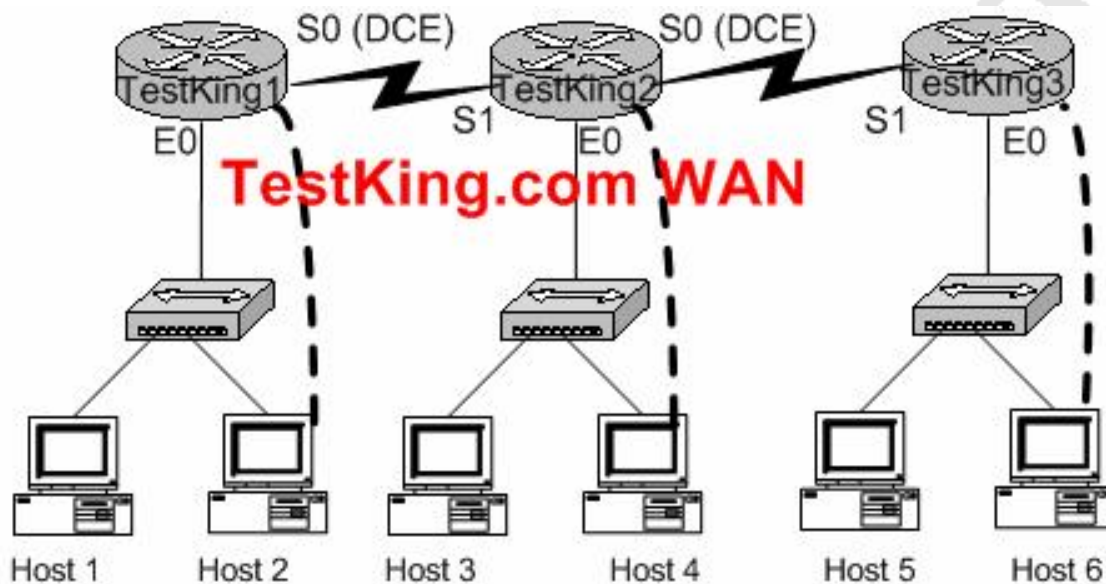 S0 (DCE) S0 (DCE)
TestKing1 TestKing2 TestKing3
S1 S1
E0 E0 E0
TestKing.com WAN
Host 1 Host 2 Host 3 Host 4 Host 5 Host 6